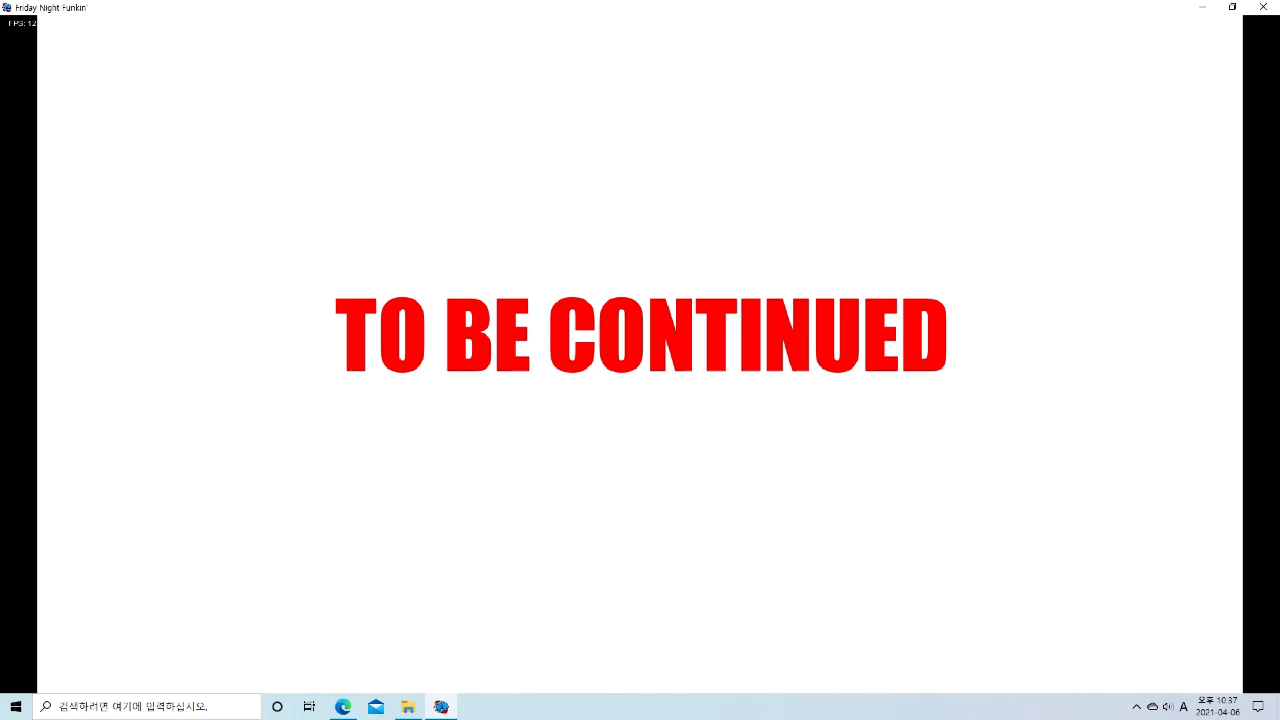 Friday Night Funkin'
FPS: 12
TO BE CONTINUED
검색하려면 여기에 입력하십시오.
A
오후 10:37
2021-04-06